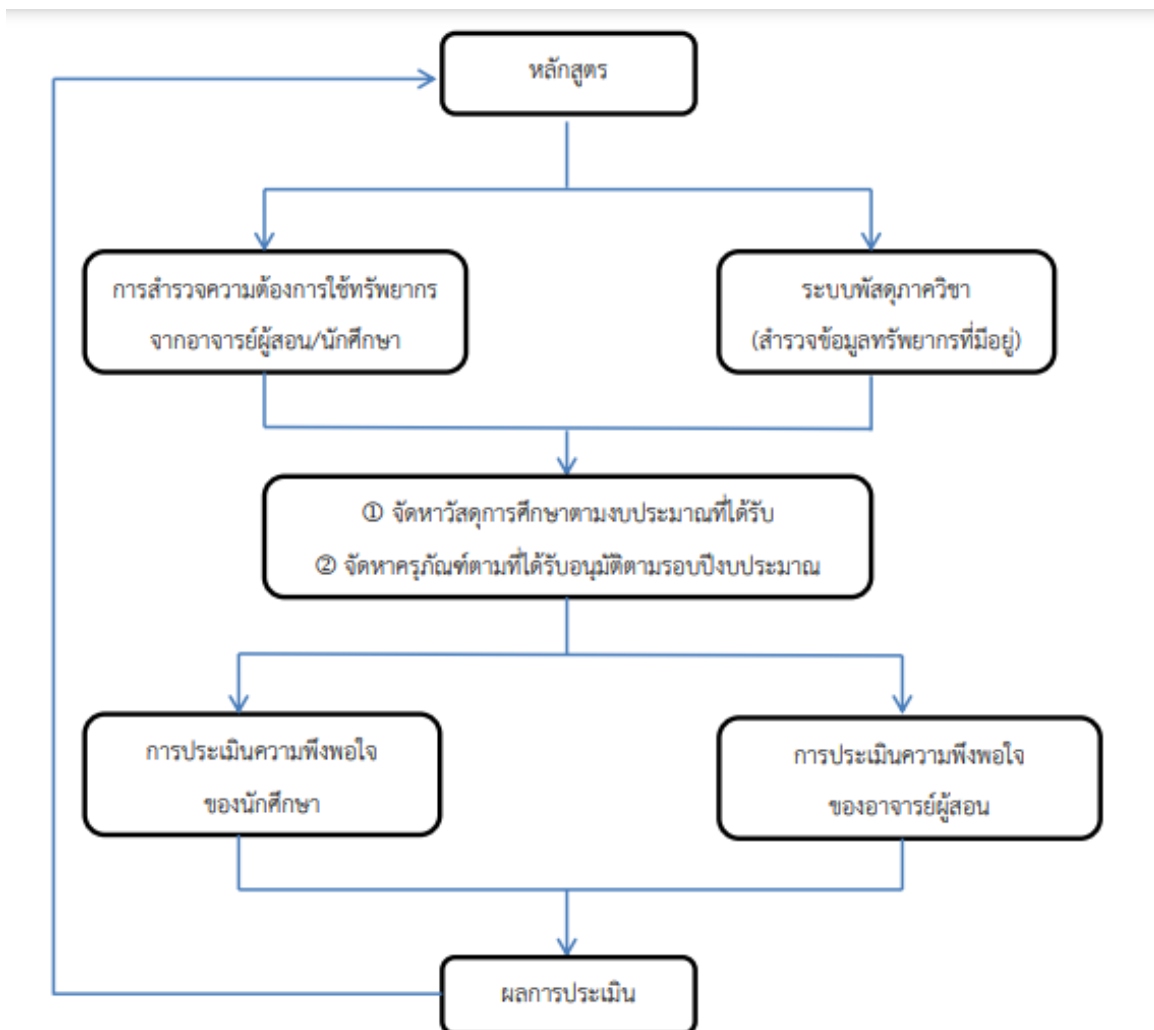 หลักสูตร
การสำรวจความต้องการใช้ทรัพยากร
จากอาจารย์ผู้สอน/นักศึกษา
ระบบพัสดุภาควิชา
(สำรวจข้อมูลทรัพยากรที่มีอยู่)
① จัดหาวัสดุการศึกษาตามงบประมาณที่ได้รับ
② จัดหาครุภัณฑ์ตามที่ได้รับอนุมัติตามรอบปีงบประมาณ
การประเมินความพึงพอใจ
ของนักศึกษา
การประเมินความพึงพอใจ
ของอาจารย์ผู้สอน
ผลการประเมิน